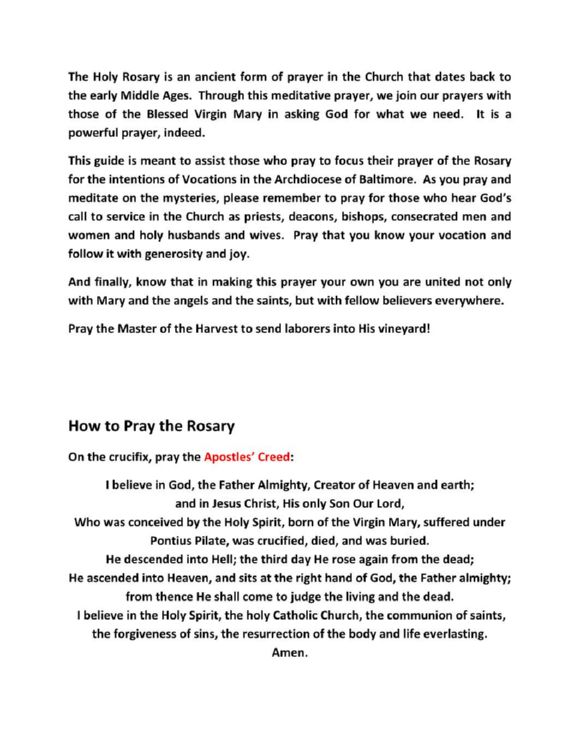 The Holy Rosary is an ancient form of prayer in the Church that dates back to
the early Middle Ages. Through this meditative prayer, we join our prayers with
those of the Blessed Virgin Mary in asking God for what we need. It is a
powerful prayer, indeed.
This guide is meant to assist those who pray to focus their prayer of the Rosary
for the intentions of Vocations in the Archdiocese of Baltimore. As you pray and
meditate on the mysteries, please remember to pray for those who hear God's
call to service in the Church as priests, deacons, bishops, consecrated men and
women and holy husbands and wives. Pray that you know your vocation and
follow it with generosity and joy.
And finally, know that in making this prayer your own you are united not only
with Mary and the angels and the saints, but with fellow believers everywhere.
Pray the Master of the Harvest to send laborers into His vineyard!
How to Pray the Rosary
On the crucifix, pray the Apostles' Creed:
I believe in God, the Father Almighty, Creator of Heaven and earth;
and in Jesus Christ, His only Son Our Lord,
Who was conceived by the Holy Spirit, born of the Virgin Mary, suffered under
Pontius Pilate, was crucified, died, and was buried.
He descended into Hell; the third day He rose again from the dead;
He ascended into Heaven, and sits at the right hand of God, the Father almighty;
from thence He shall come to judge the living and the dead.
I believe in the Holy Spirit, the holy Catholic Church, the communion of saints,
the forgiveness of sins, the resurrection of the body and life everlasting.
Amen.